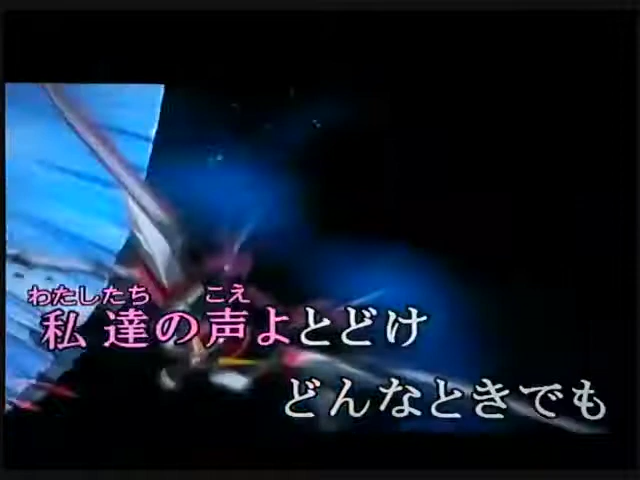 わたしたち こえ
私達の声よとどけ
どんなときでも